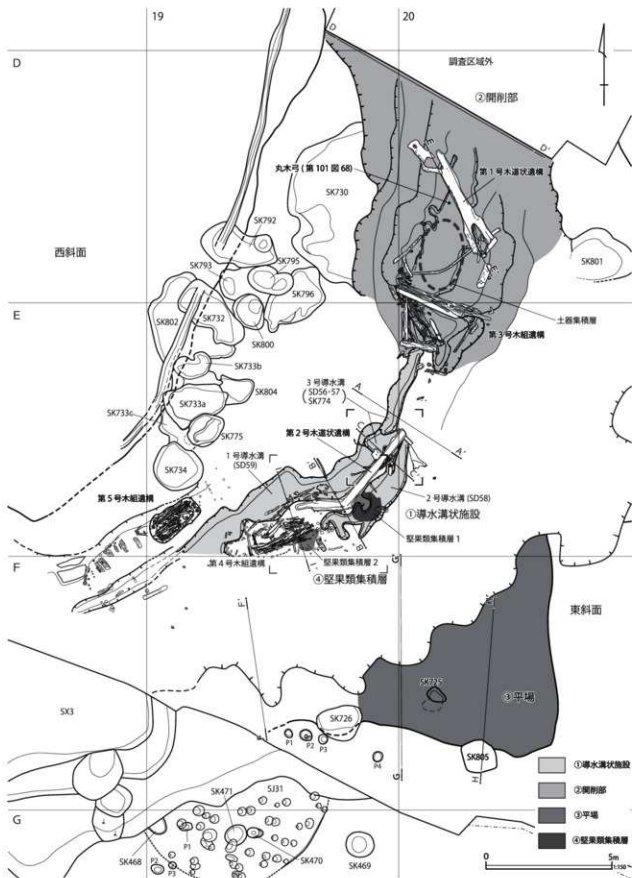 19
20
D
D
D'
調査区域外
②開削部
丸木弓(第101図68)
第1号木道状遺構
SK730
SK792
西斜面
SK793
SK795
SK796
SK801
E
土器集積層
SK802
SK732
SK800
第3号木組遺構
SK733b
3号導水溝
(SD56・57
SK774
A
SK804
SK733a
SK733c
SK775
第2号木道状遺構
A'
1号導水溝
(SD59)
SK734
第5号木組遺構
2号導水溝(SD58)
①導水溝状施設
堅果類集積層1
F
第4号木組遺構
堅果類集積層2
④堅果類集積層
G'
東斜面
F'
SX3
SK725
③平場
SK726
P1
P2
P3
P4
SK805
G
H
①導水溝状施設
②開削部
③平場
④堅果類集積層
G
SK471
SJ31
P1
SK468
P2
P3
SK470
SK469
0
5m
1:150